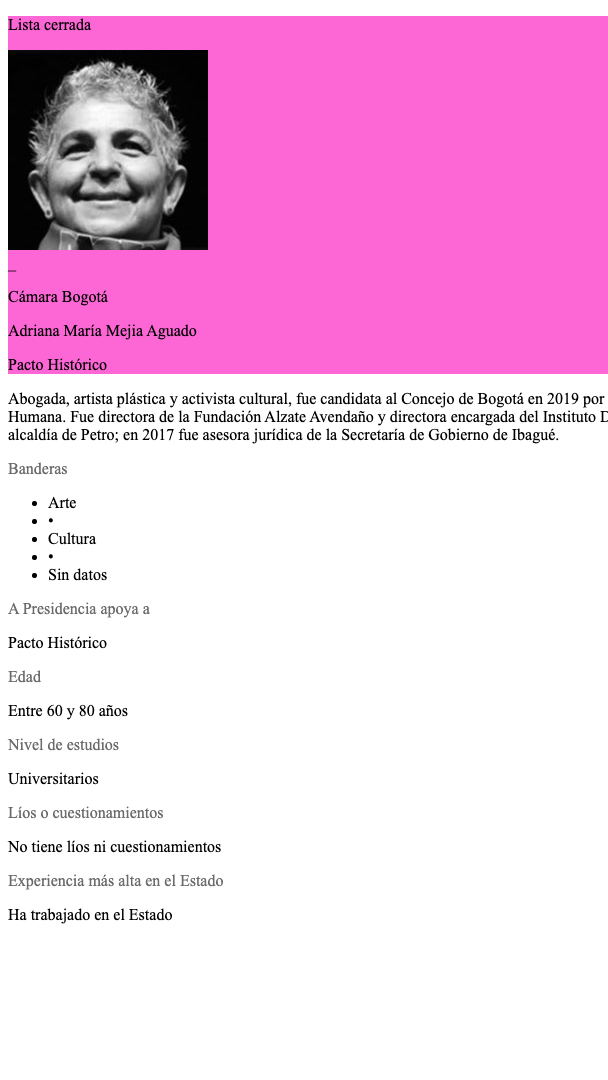 Lista cerrada
_
Cámara Bogotá
Adriana María Mejia Aguado
Pacto Histórico
Abogada, artista plástica y activista cultural, fue candidata al Concejo de Bogotá en 2019 por
Humana. Fue directora de la Fundación Alzate Avendaño y directora encargada del Instituto
alcaldía de Petro; en 2017 fue asesora jurídica de la Secretaría de Gobierno de Ibagué.
Banderas
• Arte
• •
• Cultura
• •
• Sin datos
A Presidencia apoya a
Pacto Histórico
Edad
Entre 60 y 80 años
Nivel de estudios
Universitarios
Líos o cuestionamientos
No tiene líos ni cuestionamientos
Experiencia más alta en el Estado
Ha trabajado en el Estado